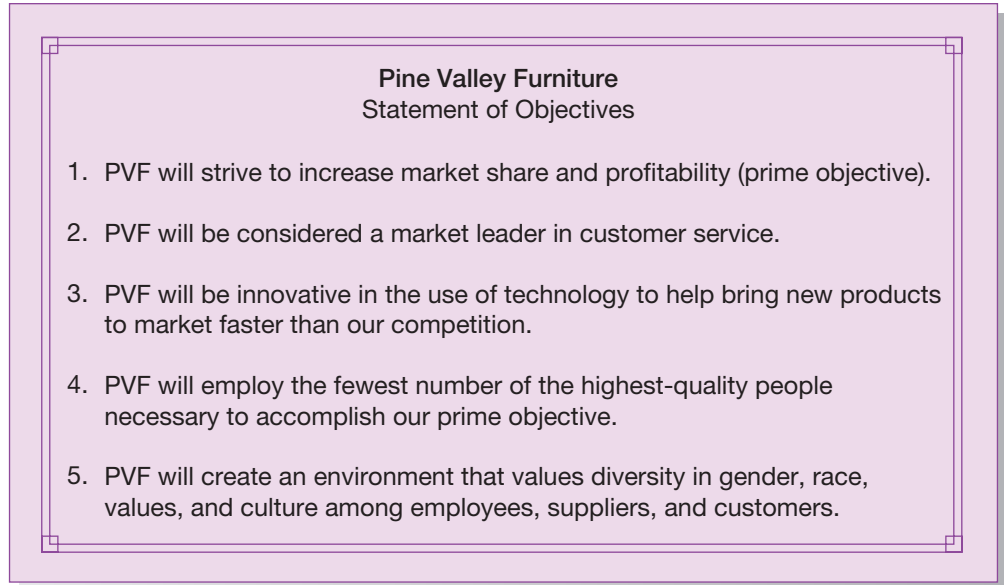 Pine Valley Furniture
Statement of Objectives
1. PVF will strive to increase market share and profitability (prime objective).
2. PVF will be considered a market leader in customer service.
3. PVF will be innovative in the use of technology to help bring new products
to market faster than our competition.
4. PVF will employ the fewest number of the highest-quality people
necessary to accomplish our prime objective.
5. PVF will create an environment that values diversity in gender, race,
values, and culture among employees, suppliers, and customers.